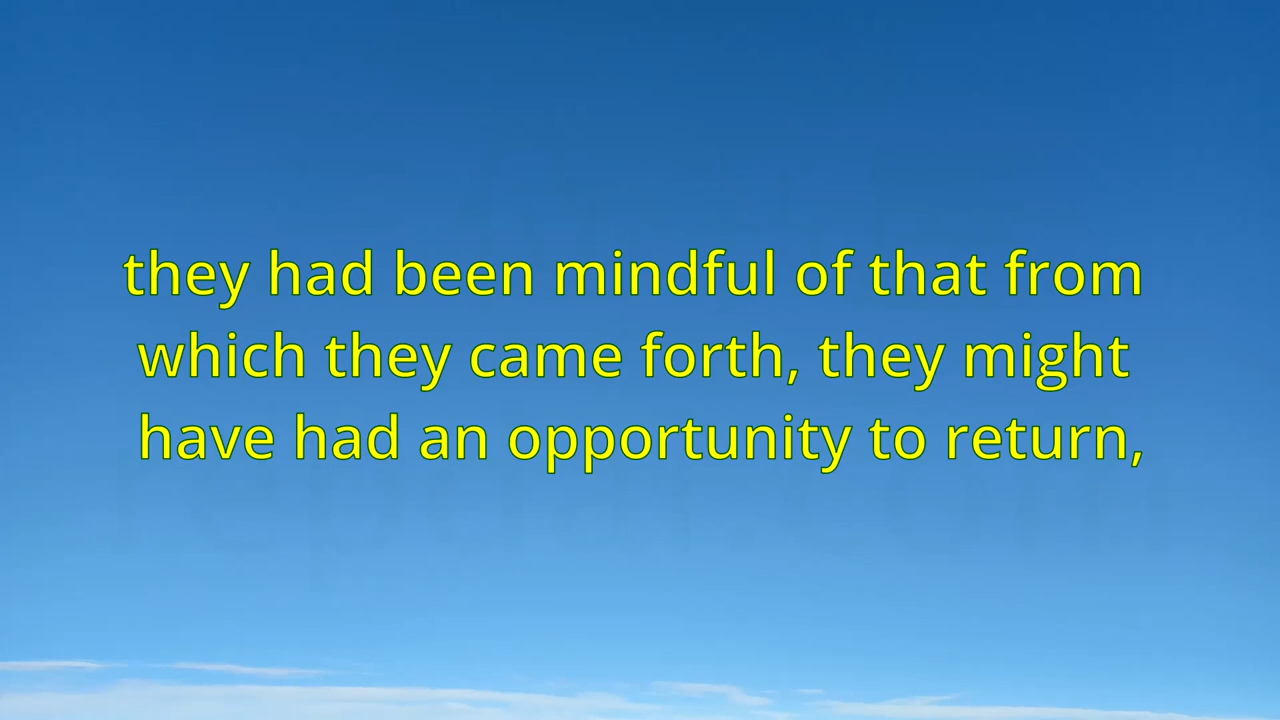 they had been mindful of that from
which they came forth, they might
have had an opportunity to return,